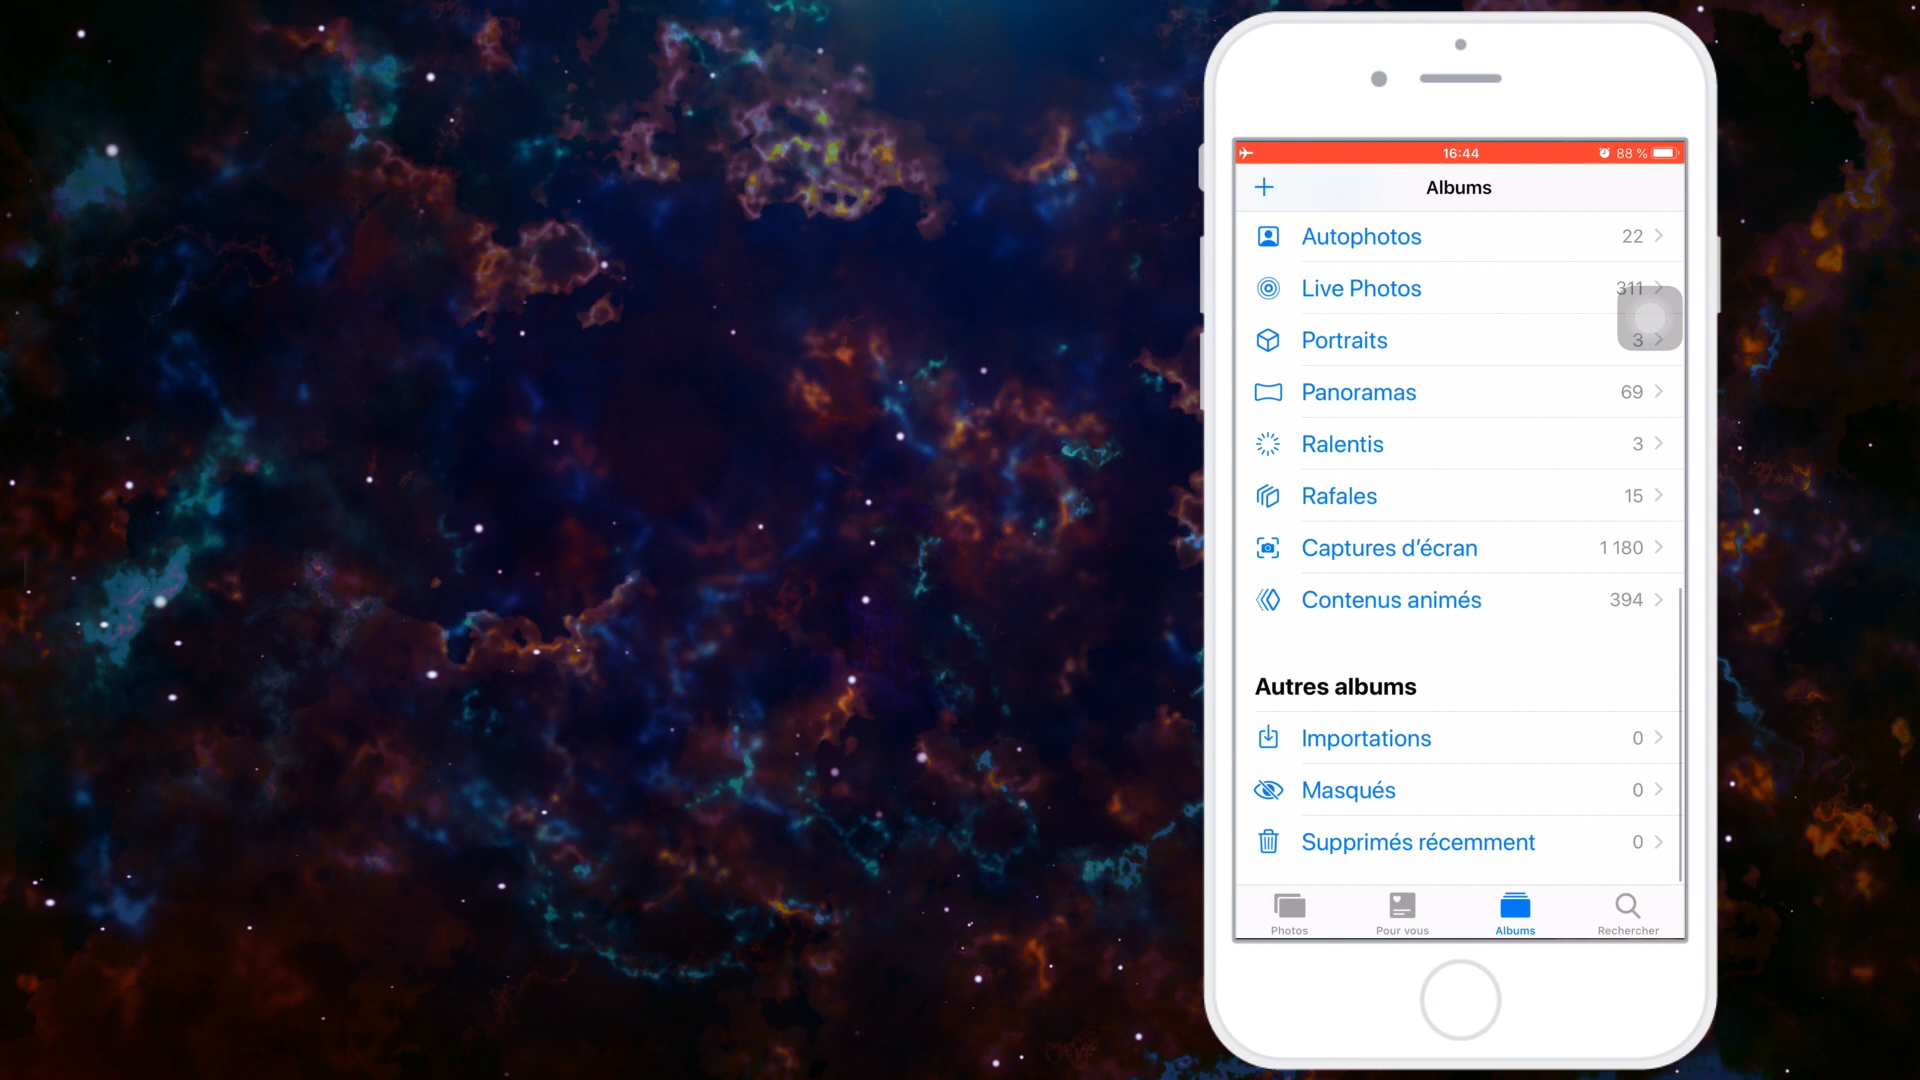 16:44
88 %
Albums
Autophotos 22
Live Photos 311
Portraits 3
Panoramas 69
Ralentis 3
Rafales 15
Captures d’écran 1 180
Contenus animés 394
Autres albums
Importations 0
Masqués 0
Supprimés récemment 0
Photos
Pour vous
Albums
Rechercher